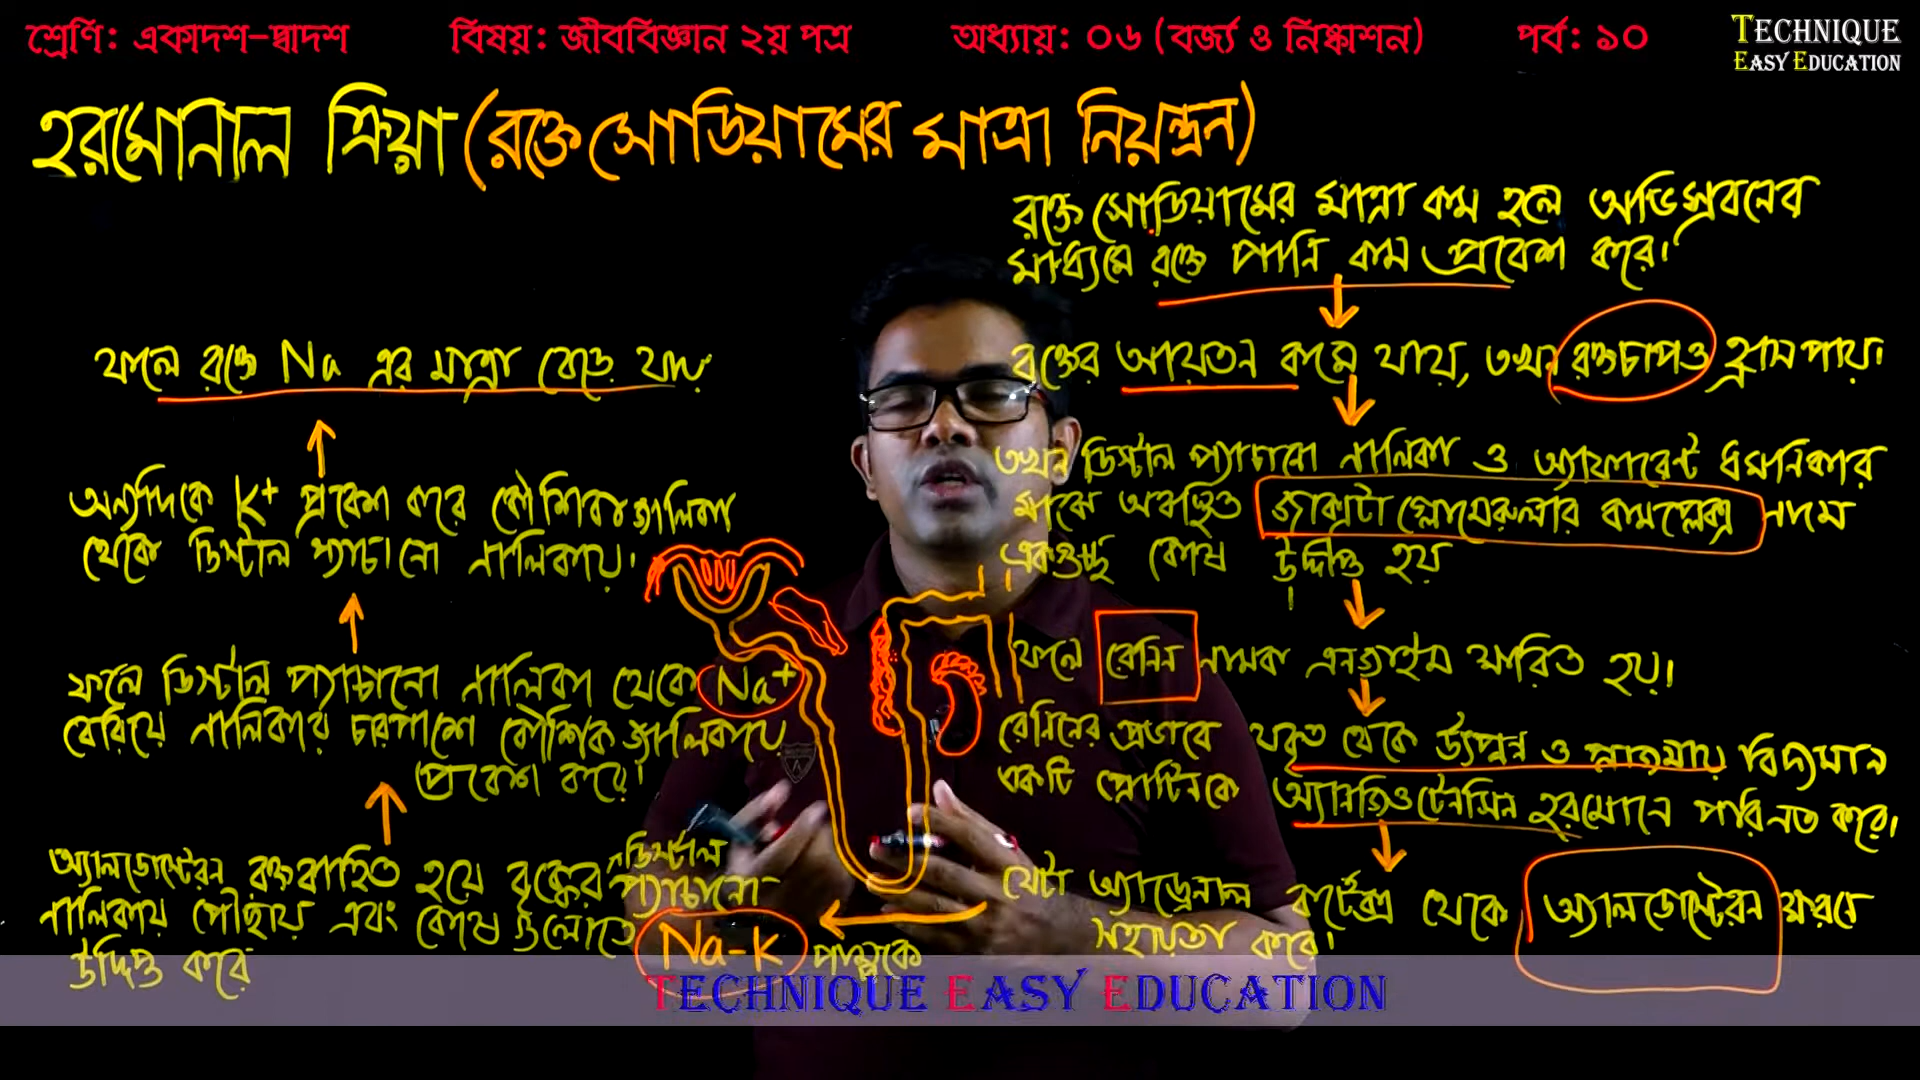 শ্রেণি: একাদশ-দ্বাদশ বিষয়: জীববিজ্ঞান ২য় পত্র অধ্যায়: ০৬ (বর্জ্য ও নিষ্কাশন) পর্ব: ১০
TECHNIQUE
EASY EDUCATION
হরমোনাল ক্রিয়া (রক্তে সোডিয়ামের মাত্রা নিয়ন্ত্রন)
রক্তে সোডিয়ামের মাত্রা কম হলে অভিস্রবনের
মাধ্যমে রক্তে পানি কম প্রবেশ করে।
রক্তের আয়তন কমে যায়, তখন রক্তচাপও হ্রাস পায়।
তখন ডিস্টাল প্যাচানো নালিকা ও অ্যাফারেন্ট ধমনিকার
মাঝে অবস্থিত জাক্সটা গ্লোমেরুলার কমপ্লেক্স নামে
একগুচ্ছ কোষ উদ্দিপ্ত হয়
ফলে রেনিন নামক এনজাইম ক্ষরিত হয়।
রেনিনের প্রভাবে যকৃত থেকে উৎপন্ন ও প্লাজমায় বিদ্যমান
একটি প্রোটিনকে অ্যানজিওটেনসিন হরমোনে পরিনত করে।
যেটা অ্যাড্রেনাল কর্টেক্স থেকে অ্যালডোস্টেরন ক্ষরনে
সহায়তা করে।
অ্যালডোস্টেরন রক্তবাহিত হয়ে বৃক্কের ডিস্টাল প্যাচানো
নালিকায় পৌছায় এবং কোষগুলোতে Na-K পাম্পকে
উদ্দিপ্ত করে
ফলে ডিস্টাল প্যাচানো নালিকা থেকে Na+
বেরিয়ে নালিকার চারপাশে কৌশিক জালিকায়
প্রবেশ করে।
অন্যদিকে K+ প্রবেশ করে কৌশিক জালিকা
থেকে ডিস্টাল প্যাচানো নালিকায়।
ফলে রক্তে Na এর মাত্রা বেড়ে যায়
TECHNIQUE EASY EDUCATION